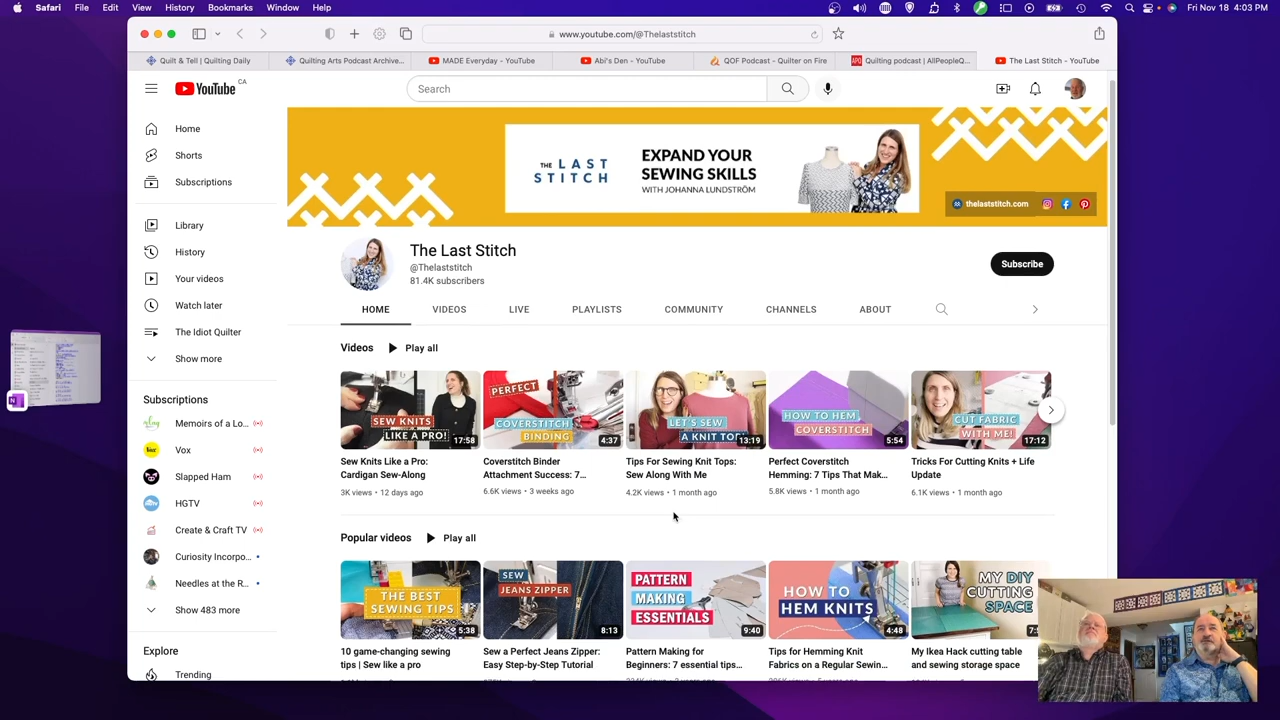 Safari File Edit View History Bookmarks Window Help Fri Nov 18 4:03 PM
www.youtube.com/@Thelaststitch
Quilt & Tell | Quilting Daily
Quilting Arts Podcast Archive...
MADE Everyday - YouTube
Abi's Den - YouTube
QOF Podcast - Quilter on Fire
APQ Quilting podcast | AllPeopleQ...
The Last Stitch - YouTube
YouTube CA
Search
Home
Shorts
Subscriptions
Library
History
Your videos
Watch later
The Idiot Quilter
Show more
Subscriptions
Memoirs of a Lo...
Vox
Slapped Ham
HGTV
Create & Craft TV
Curiosity Incorpo...
Needles at the R...
Show 483 more
Explore
Trending
THE LAST
STITCH
EXPAND YOUR
SEWING SKILLS
WITH JOHANNA LUNDSTRÖM
thelaststitch.com
The Last Stitch
@Thelaststitch
81.4K subscribers
Subscribe
HOME VIDEOS LIVE PLAYLISTS COMMUNITY CHANNELS ABOUT
Videos Play all
SEW KNITS
LIKE A PRO!
17:58
Sew Knits Like a Pro:
Cardigan Sew-Along
3K views • 12 days ago
PERFECT
COVERSTITCH
BINDING
4:37
Coverstitch Binder
Attachment Success: 7...
6.6K views • 3 weeks ago
LET'S SEW
A KNIT TOP!
13:19
Tips For Sewing Knit Tops:
Sew Along With Me
4.2K views • 1 month ago
HOW TO HEM
COVERSTITCH
5:54
Perfect Coverstitch
Hemming: 7 Tips That Mak...
5.8K views • 1 month ago
CUT FABRIC
WITH ME!
17:12
Tricks For Cutting Knits + Life
Update
6.1K views • 1 month ago
Popular videos Play all
THE BEST
SEWING TIPS
5:38
10 game-changing sewing
tips | Sew like a pro
SEW
JEANS ZIPPER
8:13
Sew a Perfect Jeans Zipper:
Easy Step-by-Step Tutorial
PATTERN
MAKING
ESSENTIALS
9:40
Pattern Making for
Beginners: 7 essential tips...
HOW TO
HEM KNITS
4:48
Tips for Hemming Knit
Fabrics on a Regular Sewin...
MY DIY
CUTTING
SPACE
My Ikea Hack cutting table
and sewing storage space